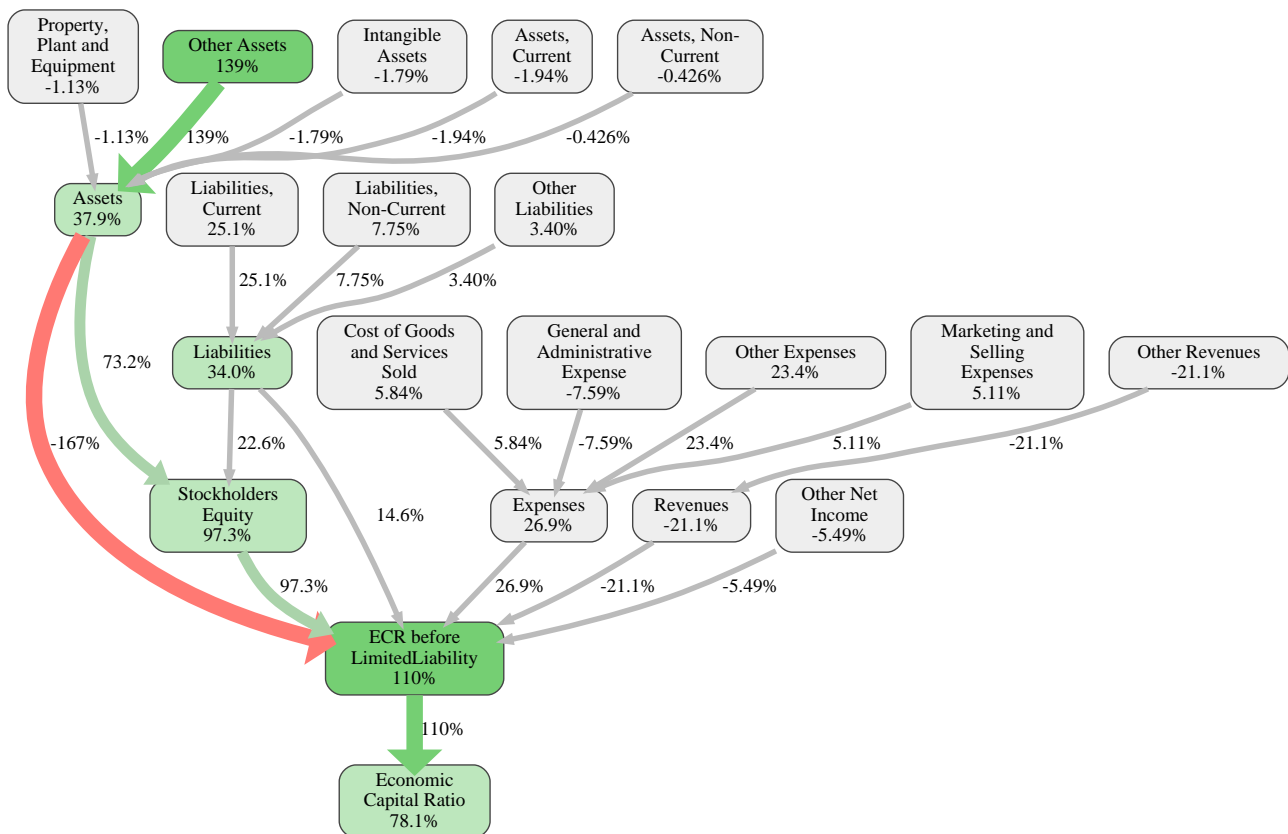 Property,
Plant and
Equipment
-1.13%
Other Assets
139%
Intangible
Assets
-1.79%
Assets,
Current
-1.94%
Assets, Non-
Current
-0.426%
-1.13%
139%
-1.79%
-1.94%
-0.426%
Assets
37.9%
Liabilities,
Current
25.1%
Liabilities,
Non-Current
7.75%
Other
Liabilities
3.40%
25.1%
7.75%
3.40%
Liabilities
34.0%
Cost of Goods
and Services
Sold
5.84%
General and
Administrative
Expense
-7.59%
Other Expenses
23.4%
Marketing and
Selling
Expenses
5.11%
Other Revenues
-21.1%
73.2%
-167%
22.6%
5.84%
-7.59%
23.4%
5.11%
-21.1%
Stockholders
Equity
97.3%
14.6%
Expenses
26.9%
Revenues
-21.1%
Other Net
Income
-5.49%
97.3%
26.9%
-21.1%
-5.49%
ECR before
LimitedLiability
110%
110%
Economic
Capital Ratio
78.1%